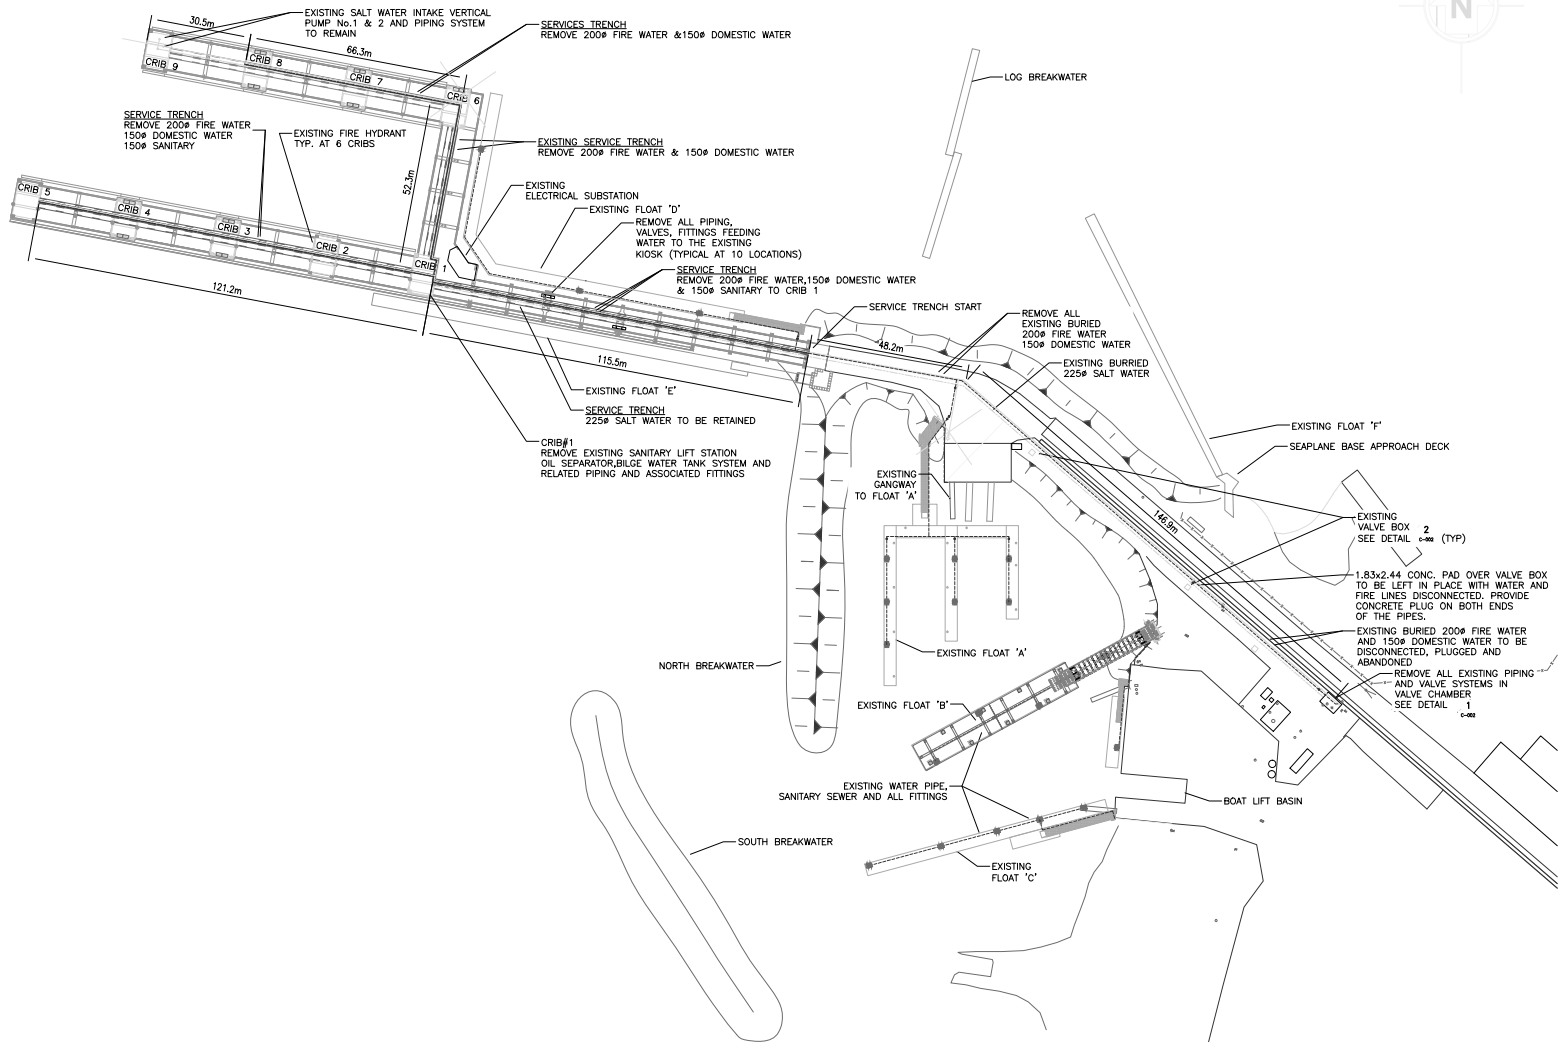 N
30.5m
EXISTING SALT WATER INTAKE VERTICAL
PUMP No.1 & 2 AND PIPING SYSTEM
TO REMAIN
SERVICES TRENCH
REMOVE 200ø FIRE WATER &150ø DOMESTIC WATER
66.3m
CRIB 9
CRIB 8
CRIB 7
CRIB 6
LOG BREAKWATER
SERVICE TRENCH
REMOVE 200ø FIRE WATER
150ø DOMESTIC WATER
150ø SANITARY
EXISTING FIRE HYDRANT
TYP. AT 6 CRIBS
EXISTING SERVICE TRENCH
REMOVE 200ø FIRE WATER & 150ø DOMESTIC WATER
52.3m
CRIB 5
CRIB 4
CRIB 3
CRIB 2
CRIB 1
EXISTING
ELECTRICAL SUBSTATION
EXISTING FLOAT 'D'
REMOVE ALL PIPING,
VALVES, FITTINGS FEEDING
WATER TO THE EXISTING
KIOSK (TYPICAL AT 10 LOCATIONS)
SERVICE TRENCH
REMOVE 200ø FIRE WATER,150ø DOMESTIC WATER
& 150ø SANITARY TO CRIB 1
121.2m
SERVICE TRENCH START
REMOVE ALL
EXISTING BURIED
200ø FIRE WATER
150ø DOMESTIC WATER
48.2m
115.5m
EXISTING BURRIED
225ø SALT WATER
EXISTING FLOAT 'E'
SERVICE TRENCH
225ø SALT WATER TO BE RETAINED
CRIB#1
REMOVE EXISTING SANITARY LIFT STATION
OIL SEPARATOR,BILGE WATER TANK SYSTEM AND
RELATED PIPING AND ASSOCIATED FITTINGS
EXISTING FLOAT 'F'
SEAPLANE BASE APPROACH DECK
EXISTING
GANGWAY
TO FLOAT 'A'
146.9m
EXISTING
VALVE BOX
SEE DETAIL 2 C-002 (TYP)
1.83x2.44 CONC. PAD OVER VALVE BOX
TO BE LEFT IN PLACE WITH WATER AND
FIRE LINES DISCONNECTED. PROVIDE
CONCRETE PLUG ON BOTH ENDS
OF THE PIPES.
EXISTING BURIED 200ø FIRE WATER
AND 150ø DOMESTIC WATER TO BE
DISCONNECTED, PLUGGED AND
ABANDONED
REMOVE ALL EXISTING PIPING
AND VALVE SYSTEMS IN
VALVE CHAMBER
SEE DETAIL 1
C-002
EXISTING FLOAT 'A'
NORTH BREAKWATER
EXISTING FLOAT 'B'
EXISTING WATER PIPE,
SANITARY SEWER AND ALL FITTINGS
BOAT LIFT BASIN
SOUTH BREAKWATER
EXISTING
FLOAT 'C'